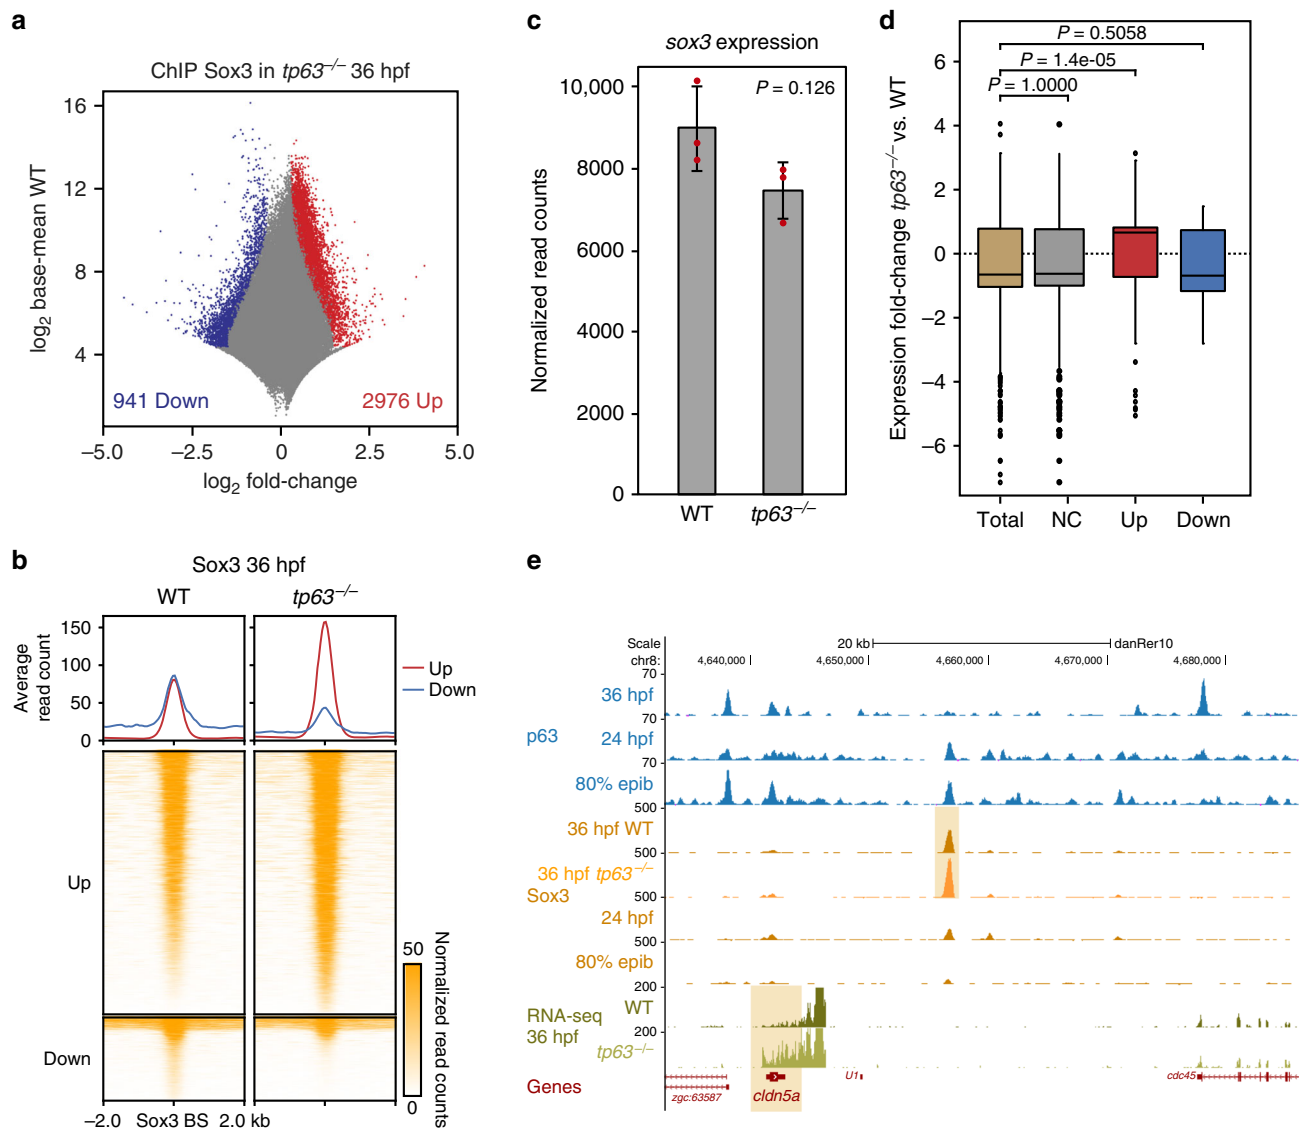 a
ChIP Sox3 in tp63−/− 36 hpf
log2 base-mean WT
16
12
8
4
941 Down
2976 Up
−5.0
−2.5
0
2.5
5.0
log2 fold-change
b
Sox3 36 hpf
WT
tp63−/−
Average
read count
150
100
50
0
Up
Down
Up
Down
50
0
Normalized read counts
−2.0
Sox3 BS
2.0 kb
c
sox3 expression
P = 0.126
Normalized read counts
10,000
8000
6000
4000
2000
0
WT
tp63−/−
d
P = 0.5058
P = 1.4e-05
P = 1.0000
Expression fold-change tp63−/− vs. WT
6
4
2
0
−2
−4
−6
Total
NC
Up
Down
e
Scale
20 kb
danRer10
chr8:
4,640,000
4,650,000
4,660,000
4,670,000
4,680,000
70
36 hpf
70
p63
24 hpf
70
80% epib
500
36 hpf WT
500
36 hpf tp63−/−
Sox3
500
24 hpf
500
80% epib
200
RNA-seq
36 hpf
WT
200
tp63−/−
Genes
zgc:63587
cldn5a
U1
cdc45